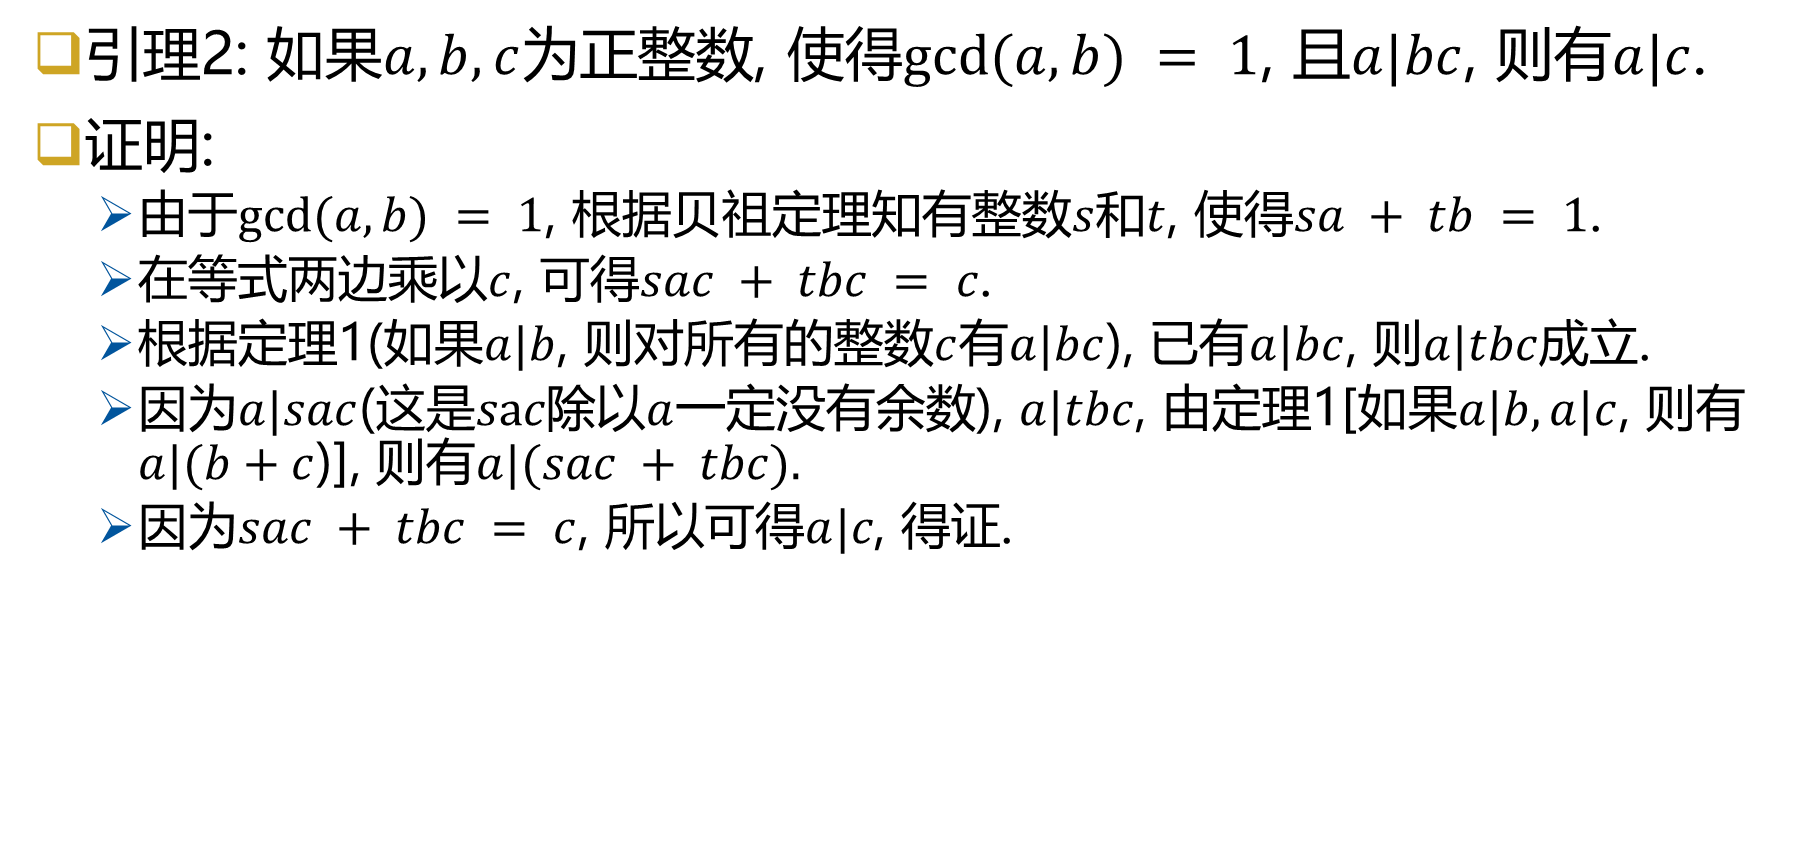 引理2: 如果a, b, c为正整数, 使得gcd(a, b) = 1, 且a|bc, 则有a|c.
证明:
由于gcd(a, b) = 1, 根据贝祖定理知有整数s和t, 使得sa + tb = 1.
在等式两边乘以c, 可得sac + tbc = c.
根据定理1(如果a|b, 则对所有的整数c有a|bc), 已有a|bc, 则a|tbc成立.
因为a|sac(这是sac除以a一定没有余数), a|tbc, 由定理1[如果a|b, a|c, 则有
a|(b + c)], 则有a|(sac + tbc).
因为sac + tbc = c, 所以可得a|c, 得证.